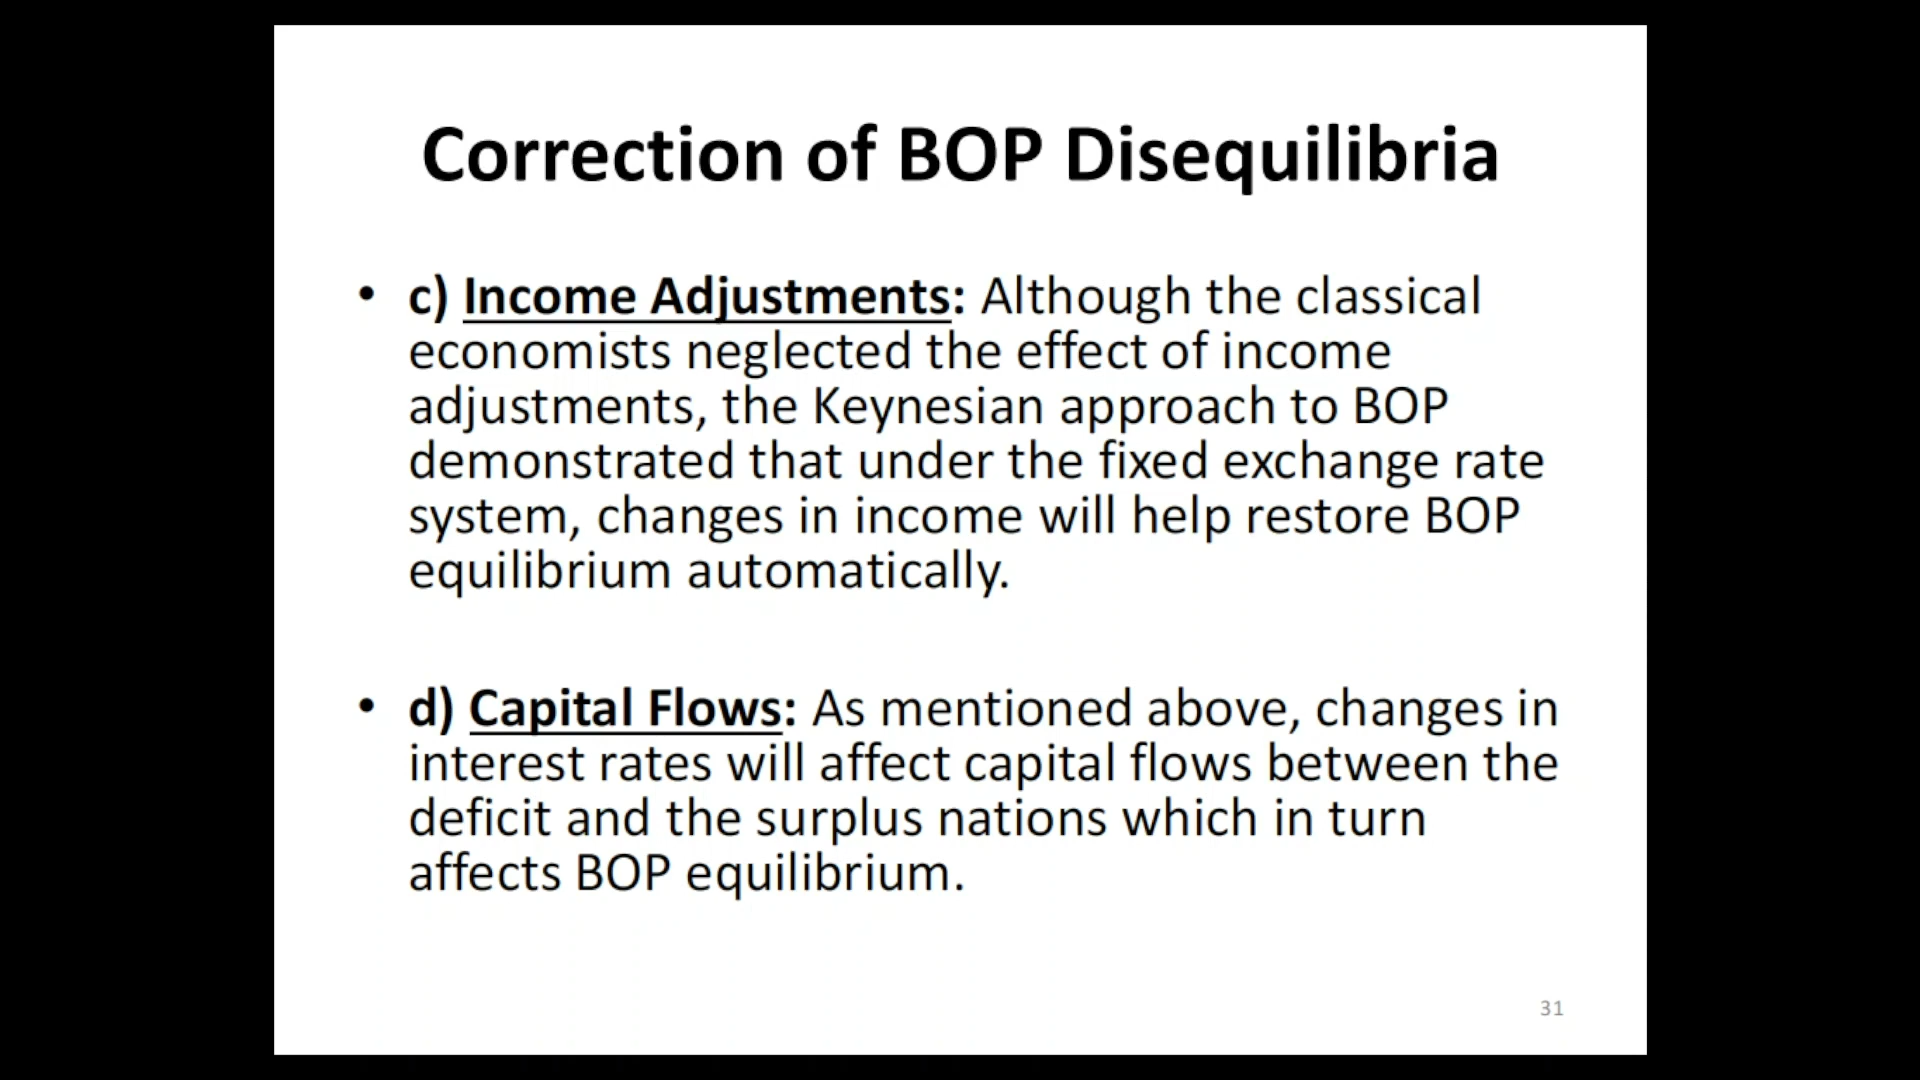 Correction of BOP Disequilibria
• c) Income Adjustments: Although the classical
economists neglected the effect of income
adjustments, the Keynesian approach to BOP
demonstrated that under the fixed exchange rate
system, changes in income will help restore BOP
equilibrium automatically.
• d) Capital Flows: As mentioned above, changes in
interest rates will affect capital flows between the
deficit and the surplus nations which in turn
affects BOP equilibrium.
31